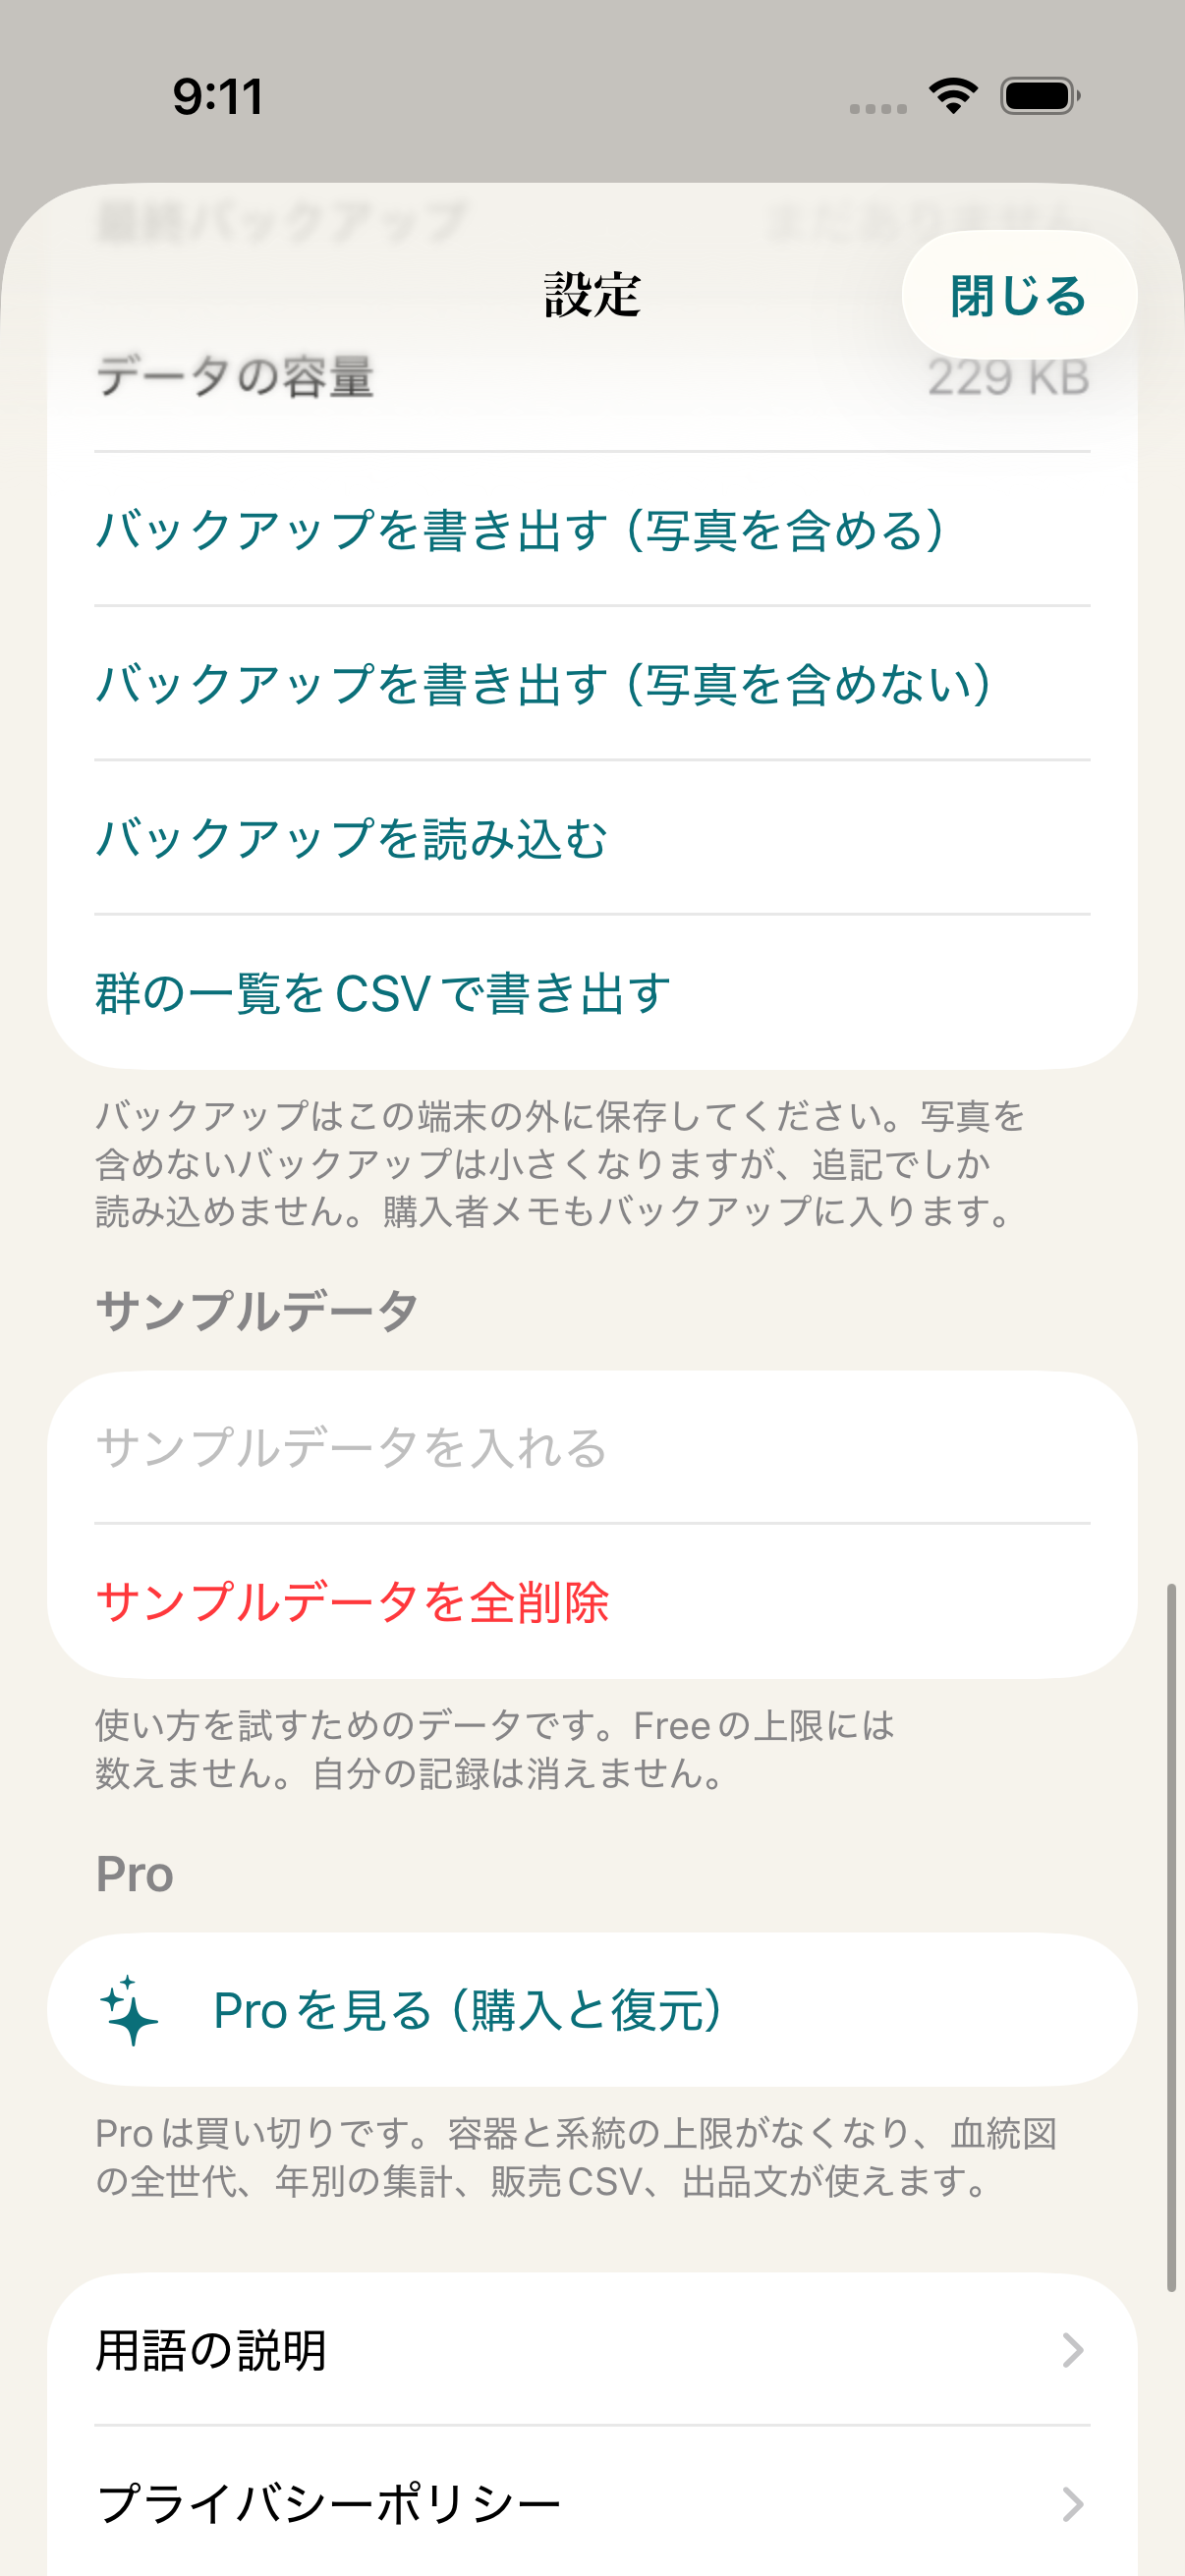 9:11
最終バックアップ
まだありません
設定
閉じる
データの容量
229 KB
バックアップを書き出す（写真を含める）
バックアップを書き出す（写真を含めない）
バックアップを読み込む
群の一覧をCSVで書き出す
バックアップはこの端末の外に保存してください。写真を
含めないバックアップは小さくなりますが、追記でしか
読み込めません。購入者メモもバックアップに入ります。
サンプルデータ
サンプルデータを入れる
サンプルデータを全削除
使い方を試すためのデータです。Freeの上限には
数えません。自分の記録は消えません。
Pro
Proを見る（購入と復元）
Proは買い切りです。容器と系統の上限がなくなり、血統図
の全世代、年別の集計、販売CSV、出品文が使えます。
用語の説明
プライバシーポリシー